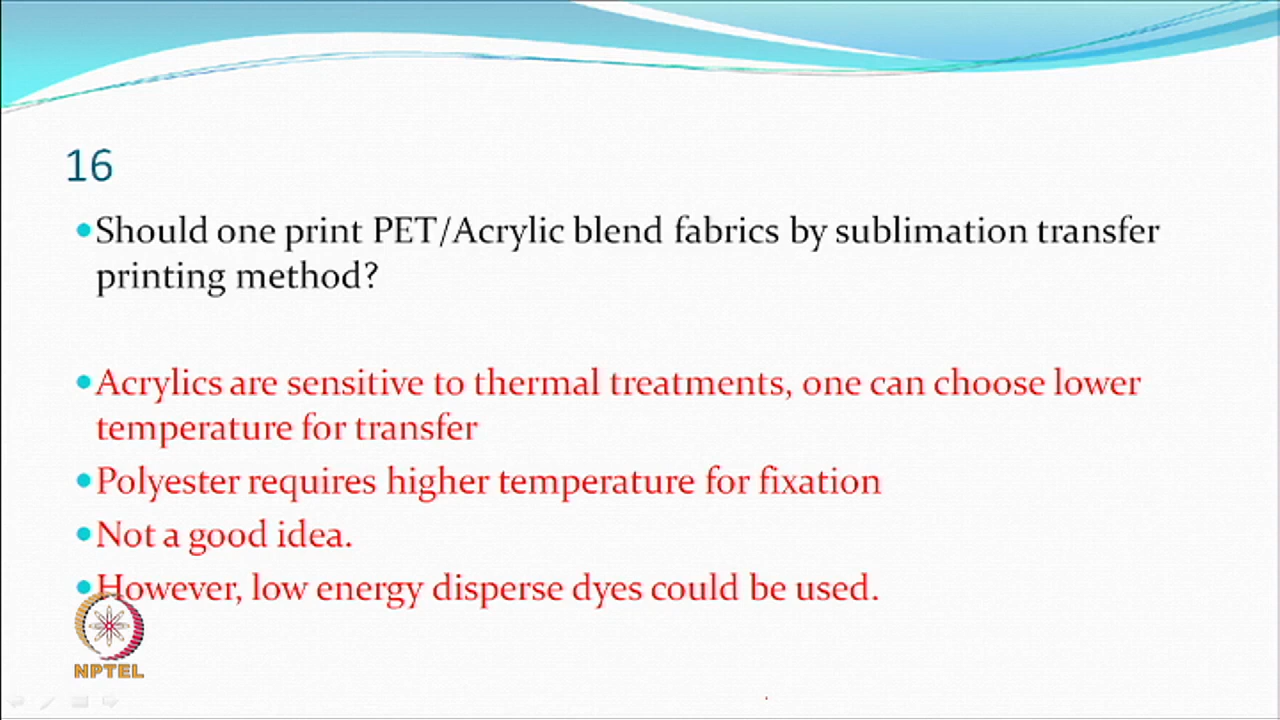 16
•Should one print PET/Acrylic blend fabrics by sublimation transfer
printing method?
•Acrylics are sensitive to thermal treatments, one can choose lower
temperature for transfer
•Polyester requires higher temperature for fixation
•Not a good idea.
•However, low energy disperse dyes could be used.
NPTEL